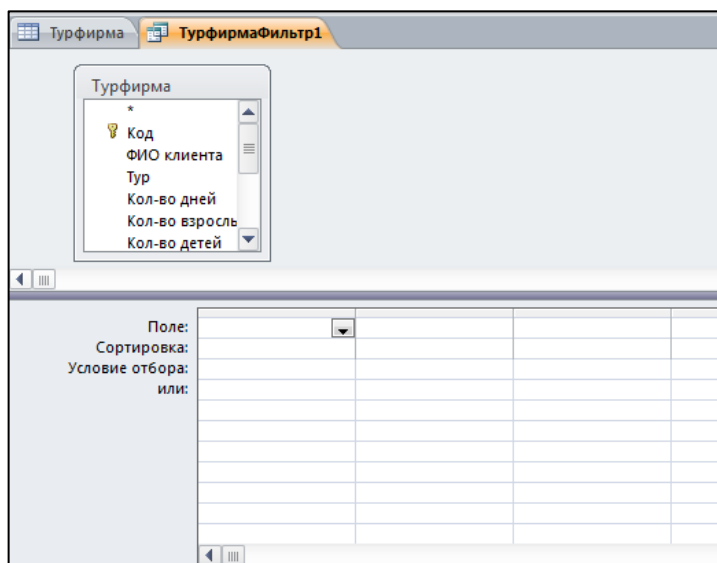 Турфирма ТурфирмаФильтр1
Турфирма
*
Код
ФИО клиента
Тур
Кол-во дней
Кол-во взрослы
Кол-во детей
Поле:
Сортировка:
Условие отбора:
или: